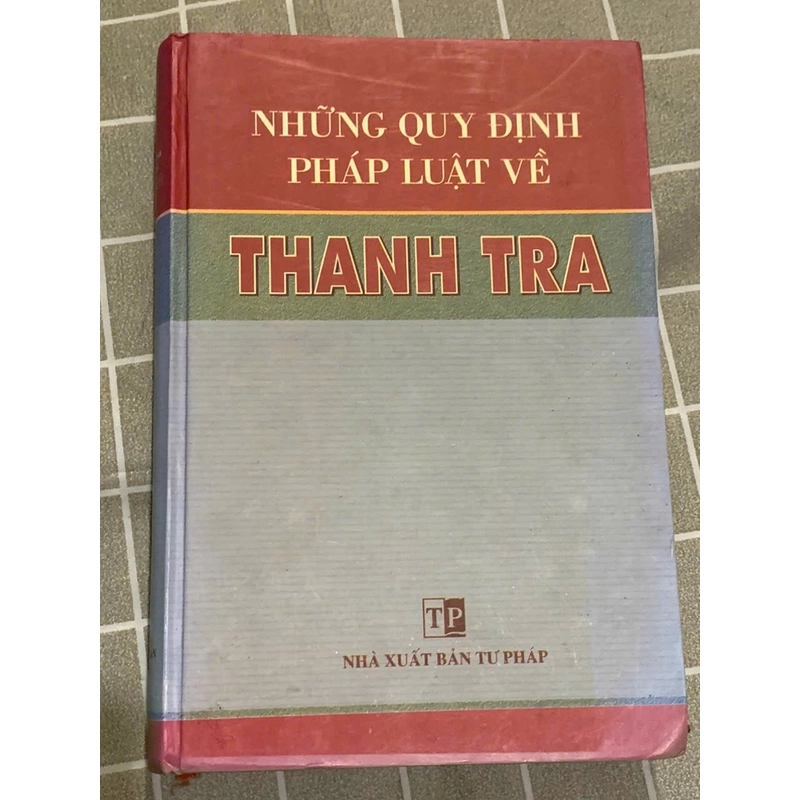 NHỮNG QUY ĐỊNH
PHÁP LUẬT VỀ
THANH TRA
TP
NHÀ XUẤT BẢN TƯ PHÁP